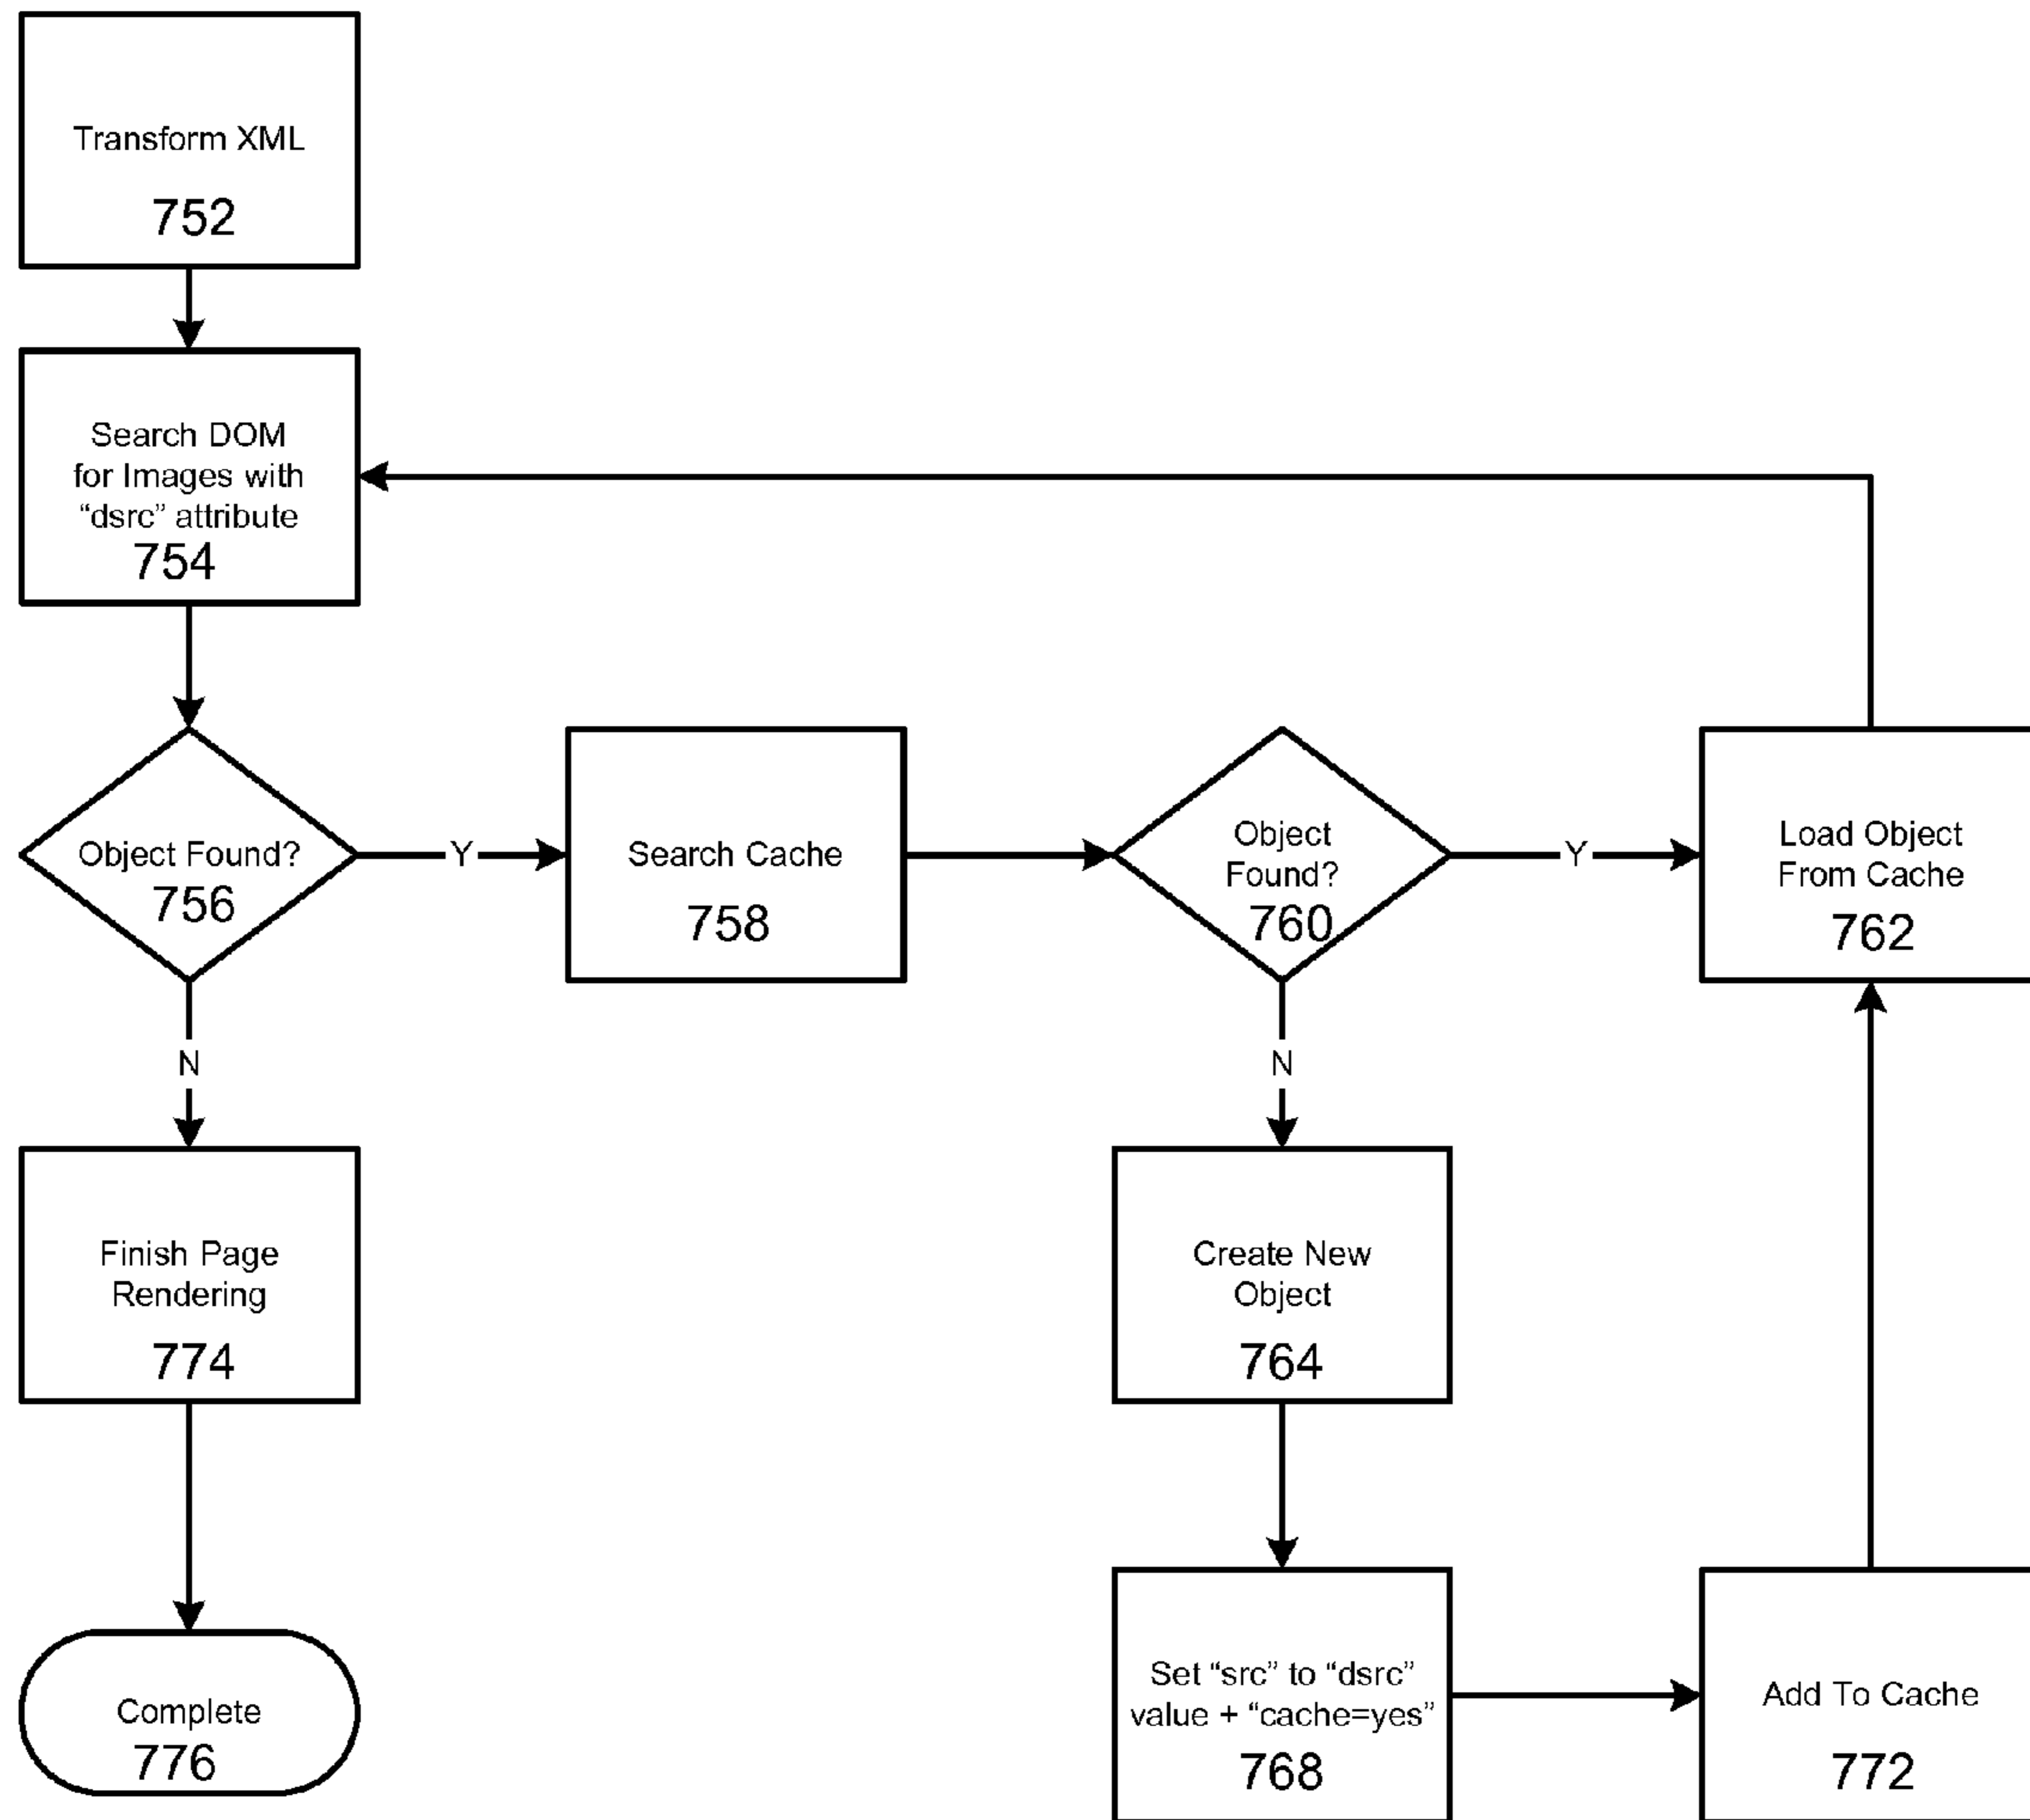 Transform XML
752
Search DOM
for Images with
“dsrc” attribute
754
Object Found?
756
Y
Search Cache
758
Object
Found?
760
Y
Load Object
From Cache
762
N
N
Finish Page
Rendering
774
Create New
Object
764
Complete
776
Set “src” to “dsrc”
value + “cache=yes”
768
Add To Cache
772